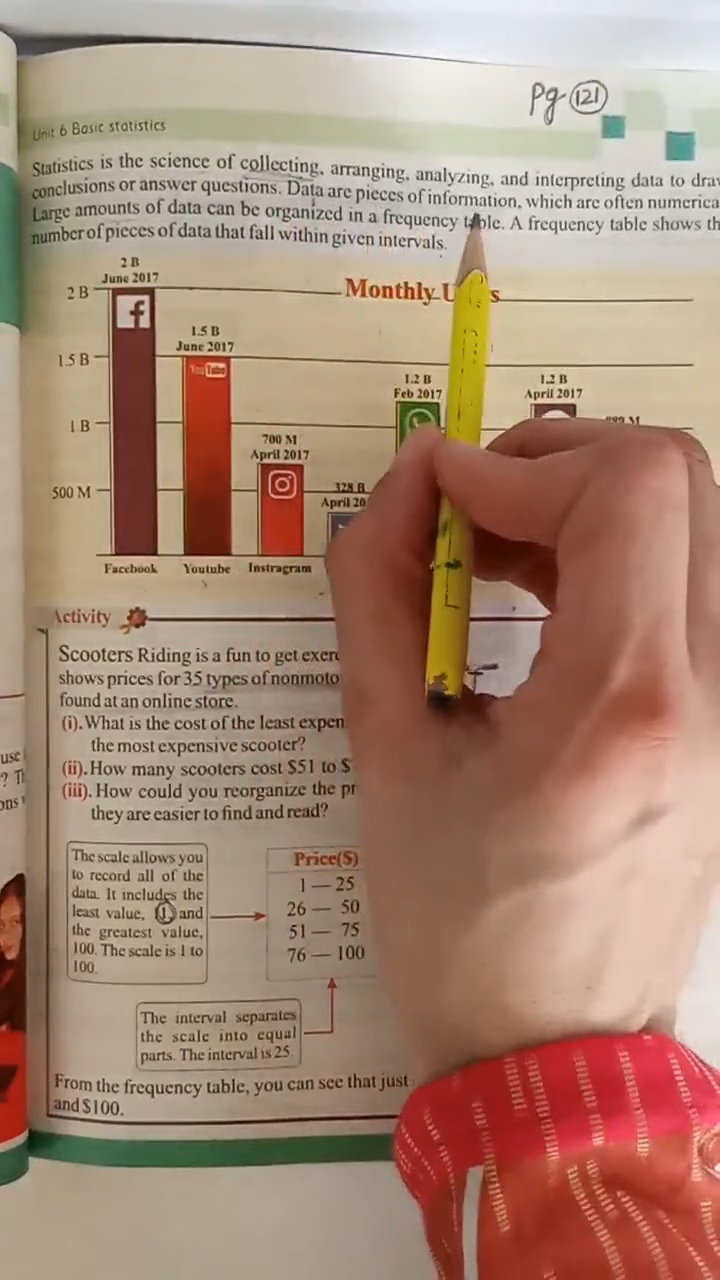 Pg 121
Unit 6 Basic statistics
Statistics is the science of collecting, arranging, analyzing, and interpreting data to
conclusions or answer questions. Data are pieces of information, which are often
Large amounts of data can be organized in a frequency table. A frequency table shows
number of pieces of data that fall within given intervals.
Monthly
2 B
June 2017
2 B
1.5 B
June 2017
1.5 B
1.2 B
Feb 2017
1.2 B
April 2017
1 B
700 M
April 2017
500 M
328 B
April 20
f
YouTube
Facebook
Youtube
Instragram
Activity
Scooters Riding is a fun to get
shows prices for 35 types of
found at an online store.
(i). What is the cost of the least
the most expensive scooter?
(ii). How many scooters cost $51 to $
(iii). How could you reorganize the
they are easier to find and read?
The scale allows you
to record all of the
data. It includes the
least value, 1 and
the greatest value,
100. The scale is 1 to
100.
Price($)
1 — 25
26 — 50
51 — 75
76 — 100
The interval separates
the scale into equal
parts. The interval is 25
From the frequency table, you can see that just
and $100.